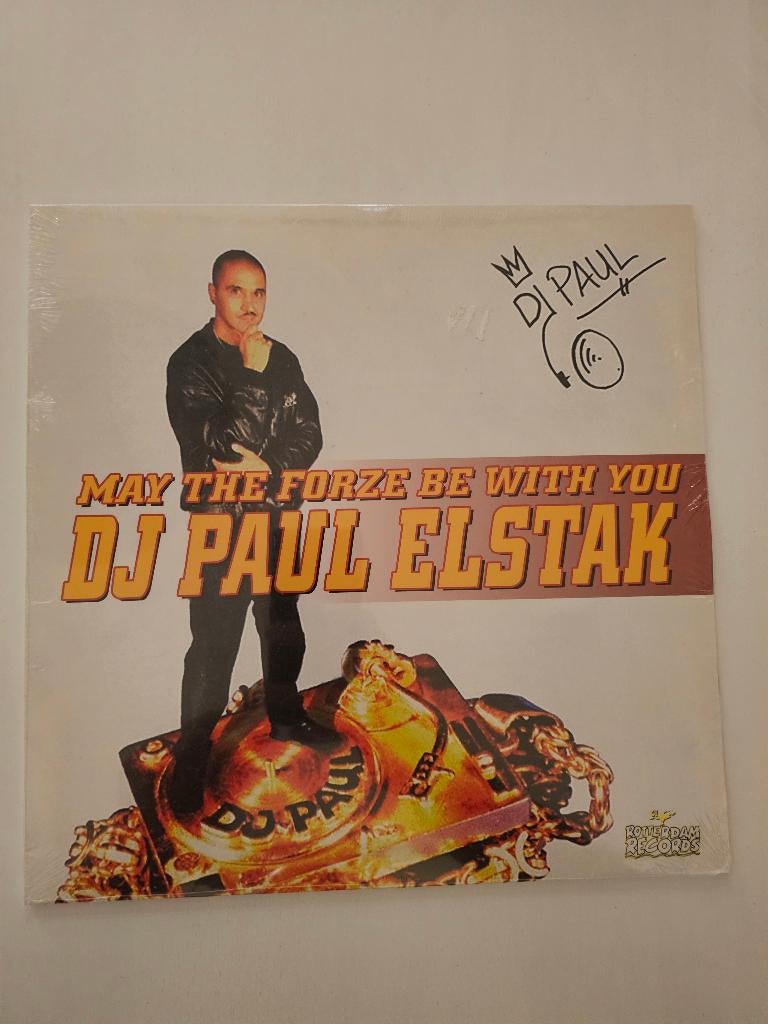 DJ PAUL
MAY THE FORZE BE WITH YOU
DJ PAUL ELSTAK
DJ PAUL
ROTTERDAM
RECORDS